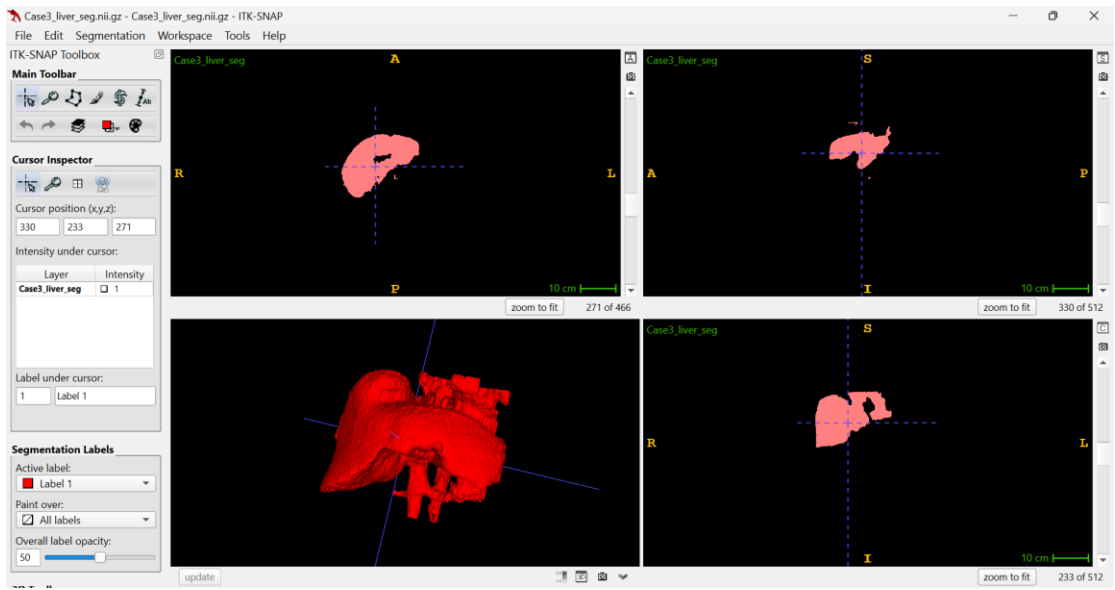 Case3_liver_seg.nii.gz - Case3_liver_seg.nii.gz - ITK-SNAP
File Edit Segmentation Workspace Tools Help
ITK-SNAP Toolbox
Main Toolbar
Cursor Inspector
Cursor position (x,y,z):
330 233 271
Intensity under cursor:
Layer Intensity
Case3_liver_seg 1
Label under cursor:
1 Label 1
Segmentation Labels
Active label:
Label 1
Paint over:
All labels
Overall label opacity:
50
Case3_liver_seg
A
R
L
P
10 cm
A
zoom to fit 271 of 466
Case3_liver_seg
S
A
P
I
10 cm
S
zoom to fit 330 of 512
update
3D
Case3_liver_seg
S
R
L
I
10 cm
C
zoom to fit 233 of 512